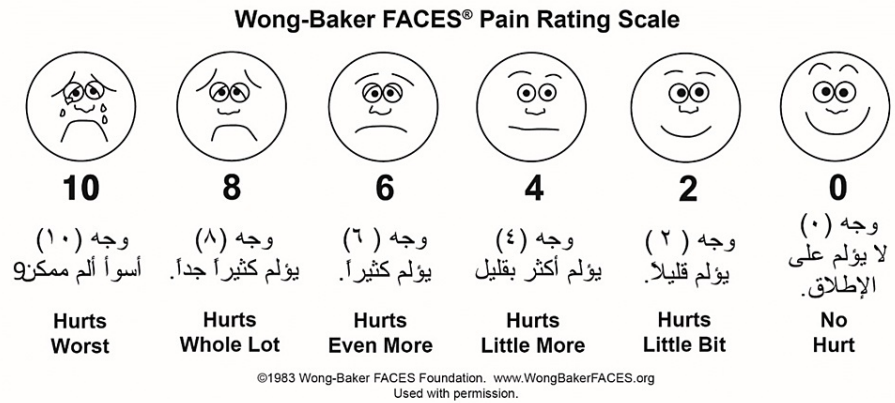 Wong-Baker FACES® Pain Rating Scale
10 8 6 4 2 0
وجه (١٠)
أسوأ ألم ممكن9
وجه (٨)
يؤلم كثيراً جداً.
وجه (٦ )
يؤلم كثيراً.
وجه (٤)
يؤلم أكثر بقليل
وجه ( ٢ )
يؤلم قليلاً.
وجه (٠)
لا يؤلم على
الإطلاق.
Hurts
Worst
Hurts
Whole Lot
Hurts
Even More
Hurts
Little More
Hurts
Little Bit
No
Hurt
©1983 Wong-Baker FACES Foundation. www.WongBakerFACES.org
Used with permission.